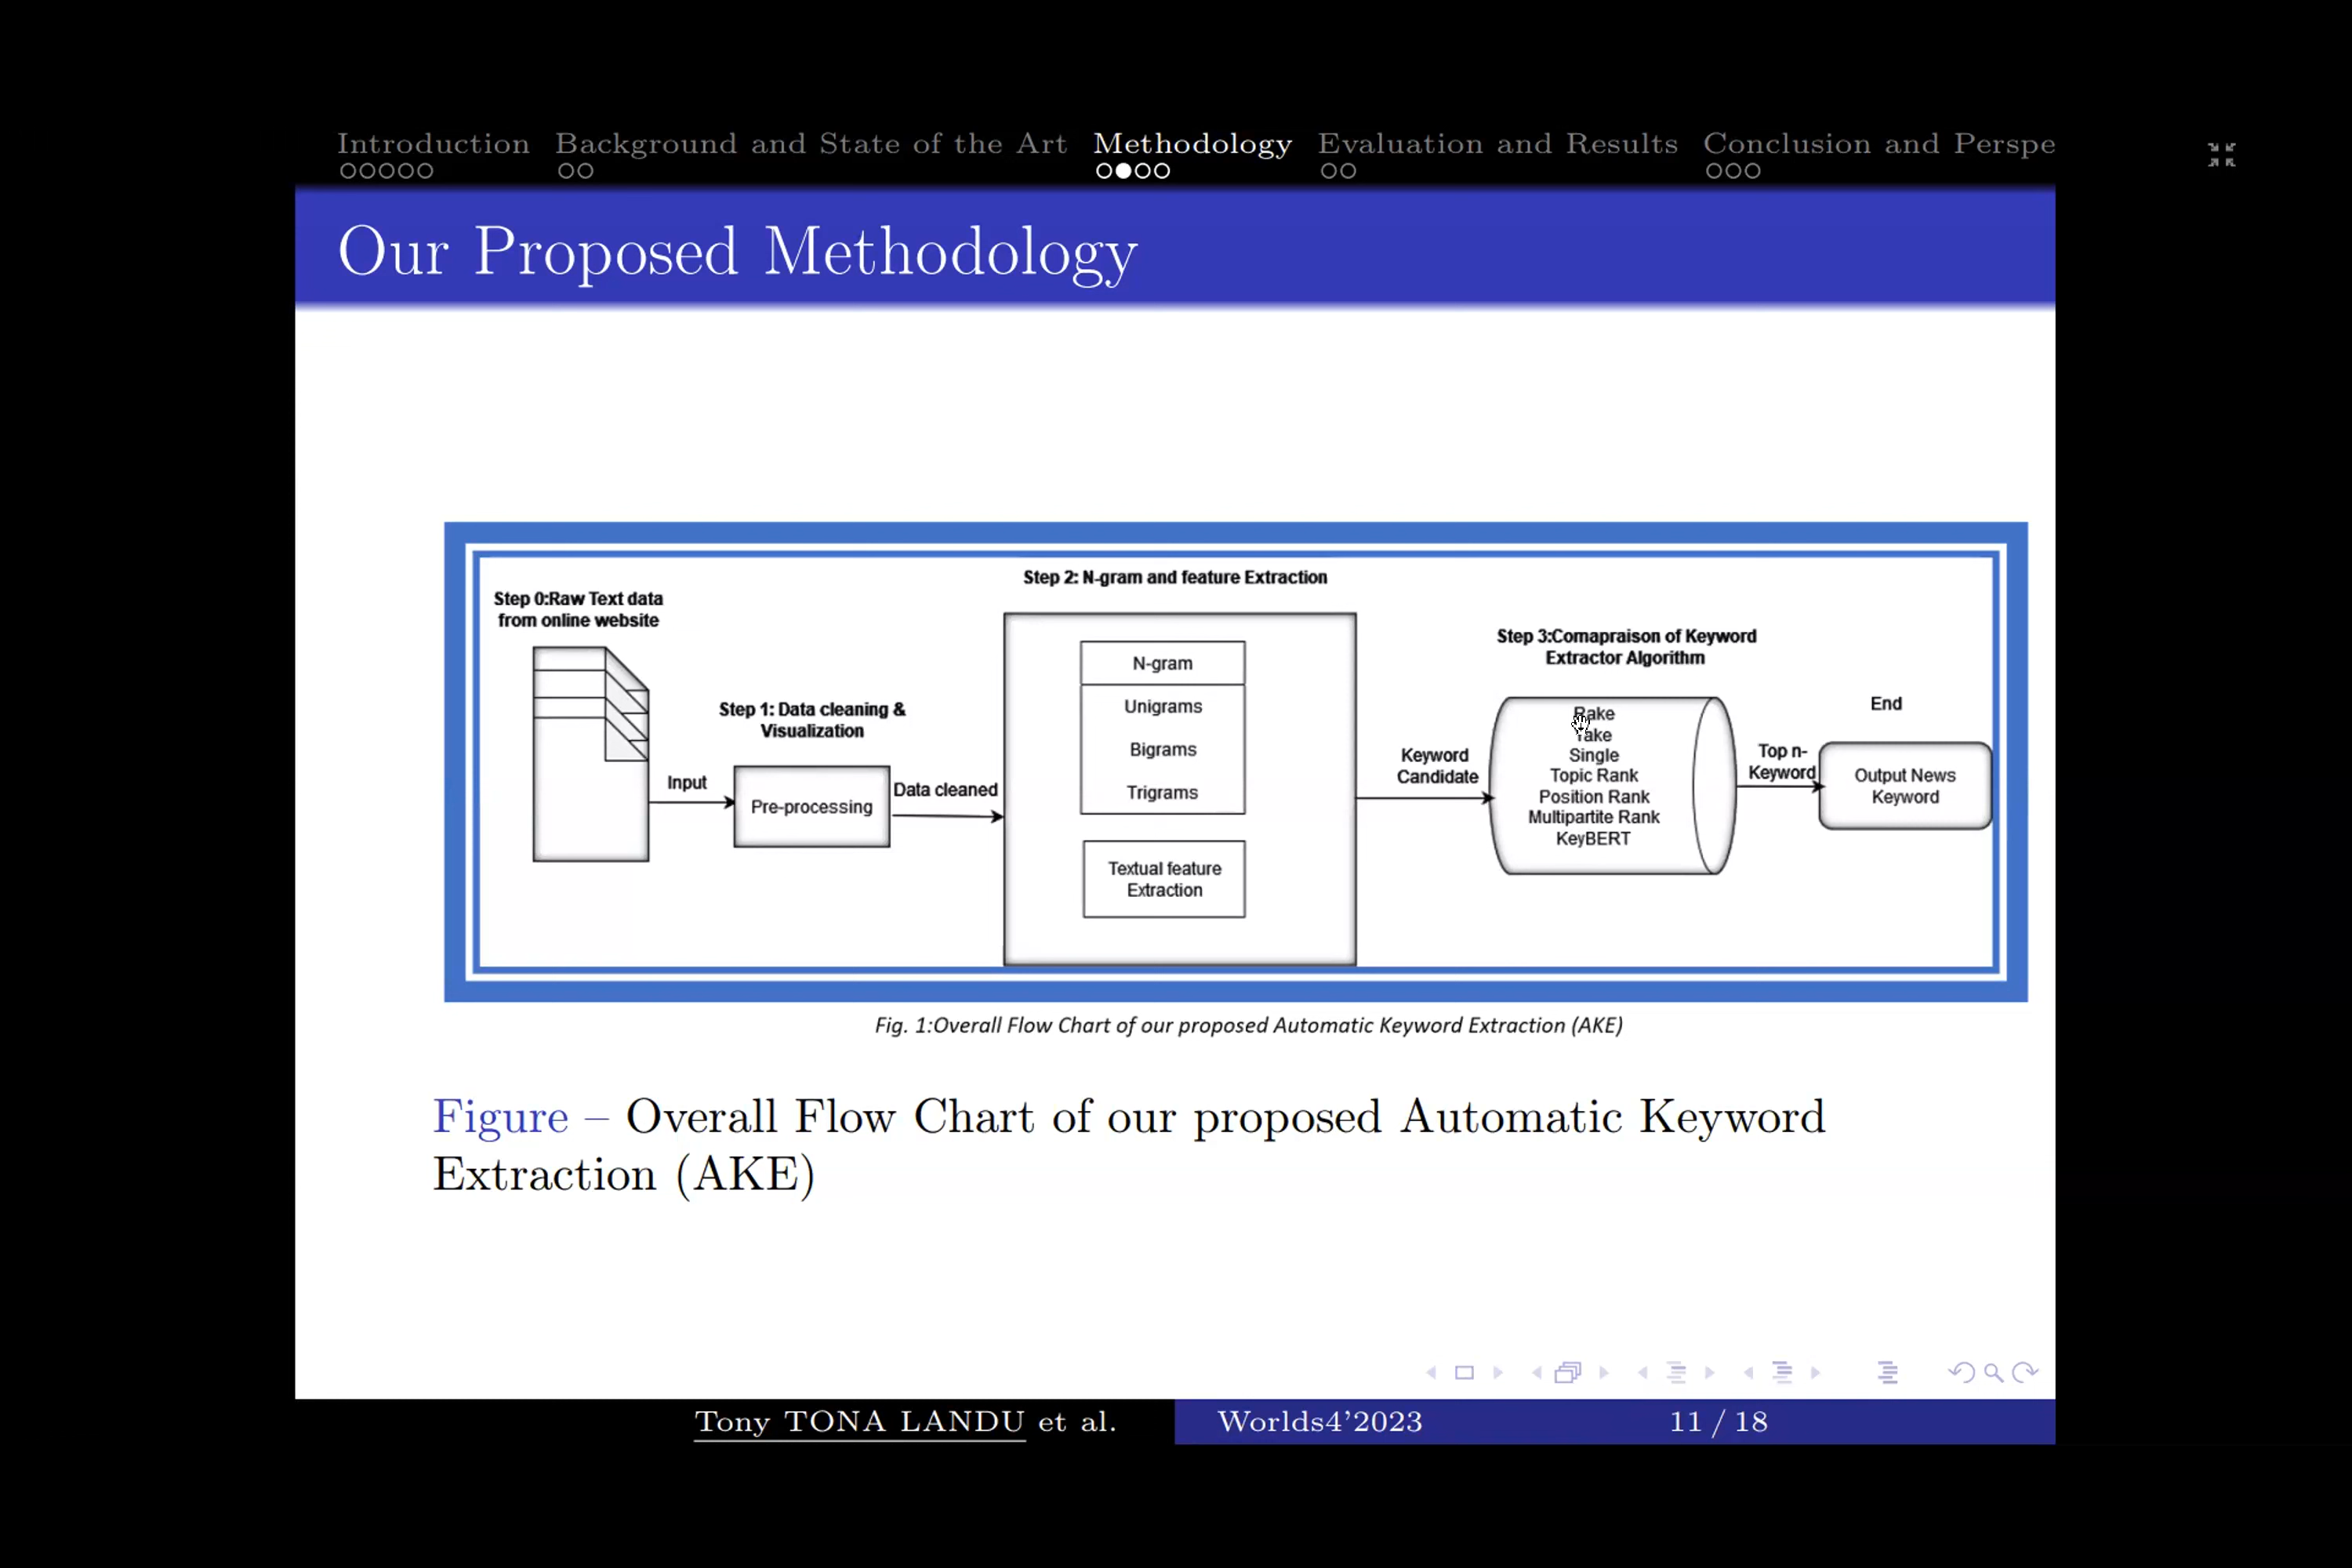 Introduction Background and State of the Art Methodology Evaluation and Results Conclusion and Perspe
Our Proposed Methodology
Step 0:Raw Text data
from online website
Input
Step 1: Data cleaning &
Visualization
Pre-processing
Data cleaned
Step 2: N-gram and feature Extraction
N-gram
Unigrams
Bigrams
Trigrams
Textual feature
Extraction
Keyword
Candidate
Step 3:Comapraison of Keyword
Extractor Algorithm
Rake
Yake
Single
Topic Rank
Position Rank
Multipartite Rank
KeyBERT
Top n-
Keyword
End
Output News
Keyword
Fig. 1:Overall Flow Chart of our proposed Automatic Keyword Extraction (AKE)
Figure – Overall Flow Chart of our proposed Automatic Keyword
Extraction (AKE)
Tony TONA LANDU et al. Worlds4'2023 11 / 18